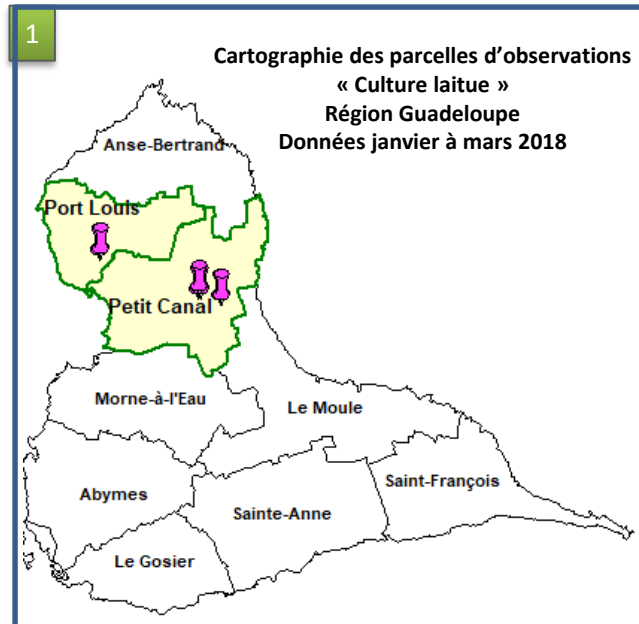 1
Cartographie des parcelles d’observations
« Culture laitue »
Région Guadeloupe
Données janvier à mars 2018
Anse-Bertrand
Port Louis
Petit Canal
Morne-à-l'Eau
Le Moule
Abymes
Saint-François
Sainte-Anne
Le Gosier